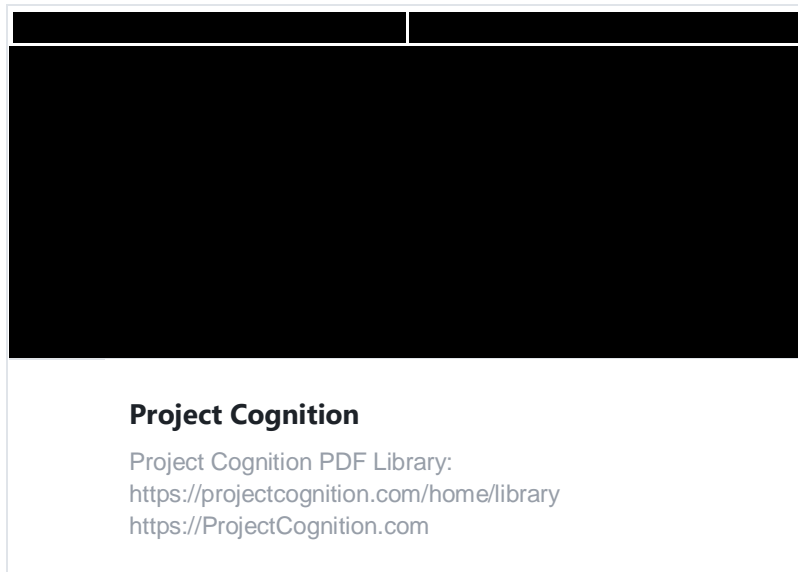 Project Cognition
Project Cognition PDF Library:
https://projectcognition.com/home/library
https://ProjectCognition.com